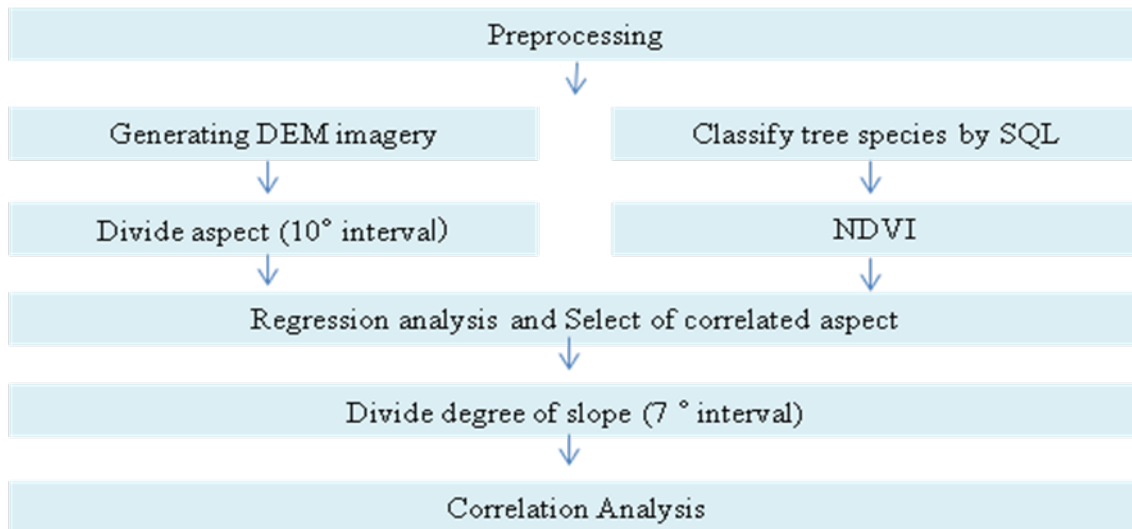 Preprocessing
Generating DEM imagery
Classify tree species by SQL
Divide aspect (10° interval)
NDVI
Regression analysis and Select of correlated aspect
Divide degree of slope (7 ° interval)
Correlation Analysis